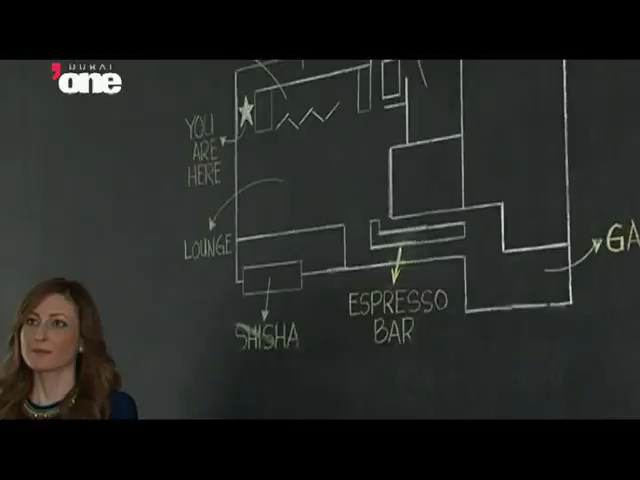 DUBAI
'one
YOU
ARE
HERE
LOUNGE
SHISHA
ESPRESSO
BAR
GA